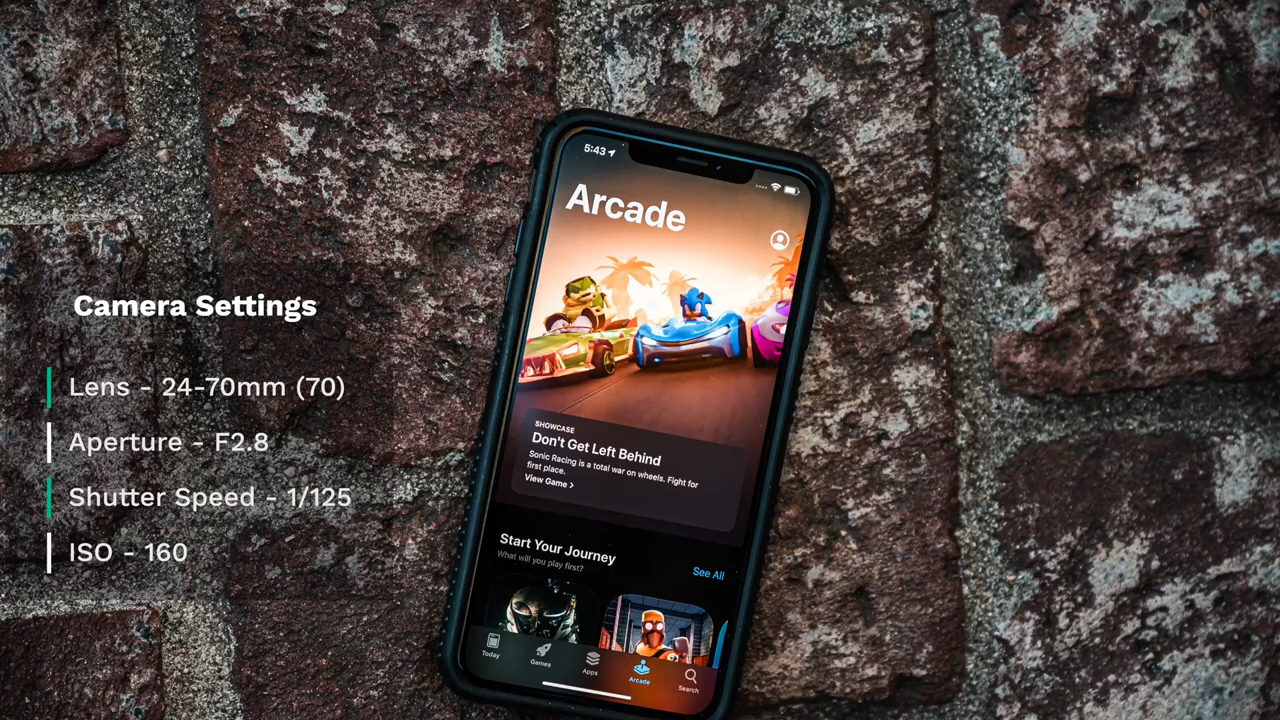 Camera Settings
Lens - 24-70mm (70)
Aperture - F2.8
Shutter Speed - 1/125
ISO - 160
5:43
Arcade
SHOWCASE
Don't Get Left Behind
Sonic Racing is a total war on wheels. Fight for
first place.
View Game >
Start Your Journey
What will you play first?
See All
Today
Games
Apps
Arcade
Search